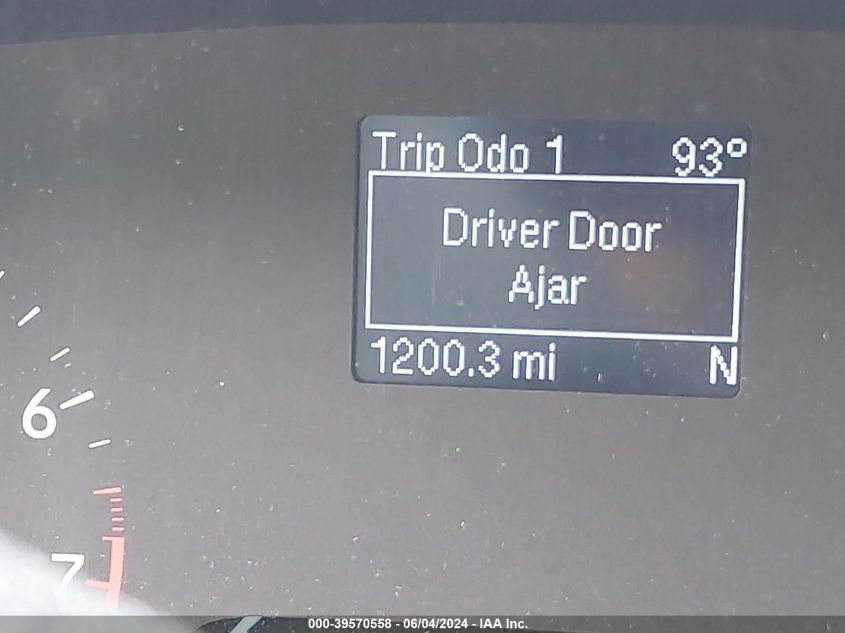 Trip Odo 1 93°
Driver Door
Ajar
1200.3 mi N
6
7
000-39570558 - 06/04/2024 - IAA Inc.